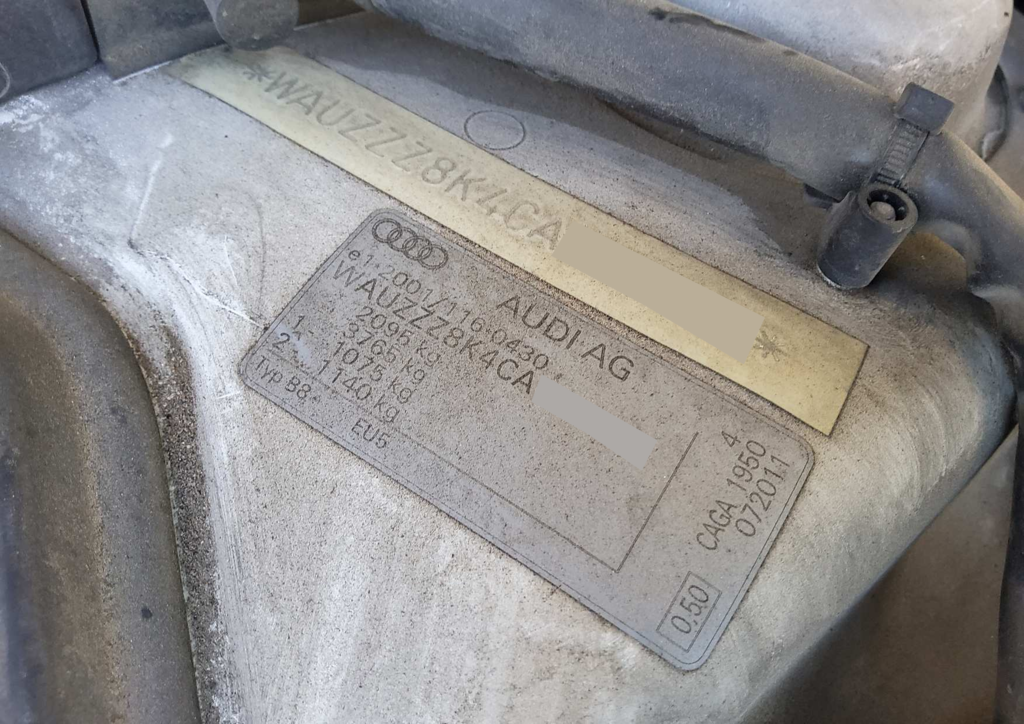 *WAUZZZ8K4CA *
AUDI AG
e1*2001/116*0430*
WAUZZZ8K4CA
2095 kg
3765 kg
1- 1075 kg
2- 1140 kg
Typ B8*
EU5
4
CAGA 1950
072011
0.50